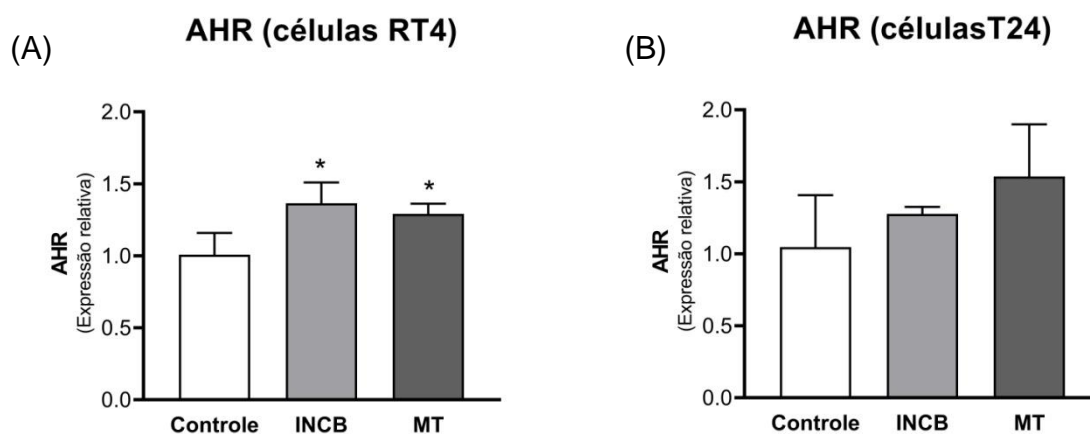 (A)
AHR (células RT4)
AHR
(Expressão relativa)
2.0
1.5
1.0
0.5
0.0
*
*
Controle
INCB
MT
(B)
AHR (célulasT24)
AHR
(Expressão relativa)
2.0
1.5
1.0
0.5
0.0
Controle
INCB
MT